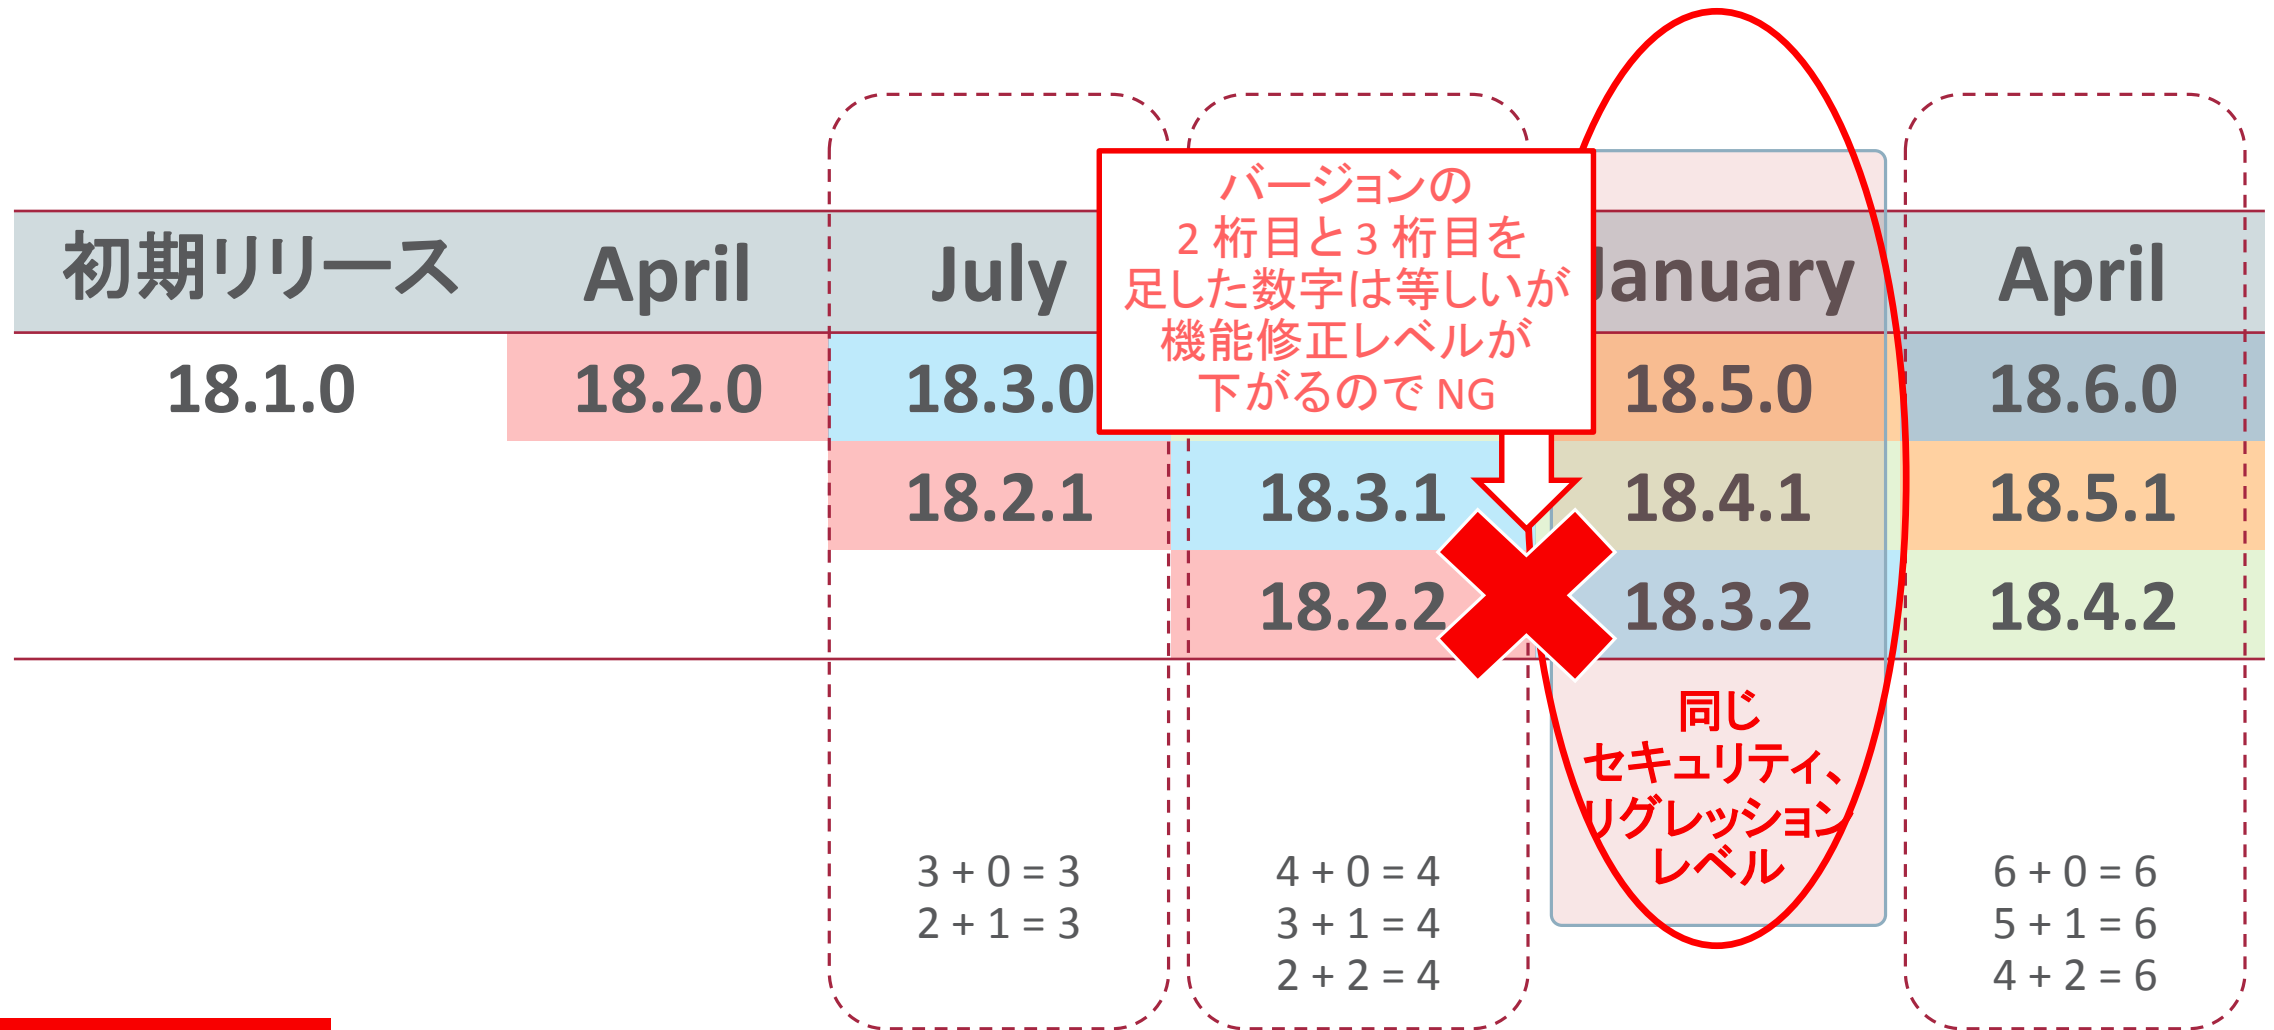 バージョンの
2 桁目と 3 桁目を
足した数字は等しいが
機能修正レベルが
下がるので NG
初期リリース April July January April
18.1.0 18.2.0 18.3.0 18.5.0 18.6.0
18.2.1 18.3.1 18.4.1 18.5.1
18.2.2 18.3.2 18.4.2
同じ
セキュリティ、
リグレッション
レベル
3 + 0 = 3
2 + 1 = 3
4 + 0 = 4
3 + 1 = 4
2 + 2 = 4
6 + 0 = 6
5 + 1 = 6
4 + 2 = 6